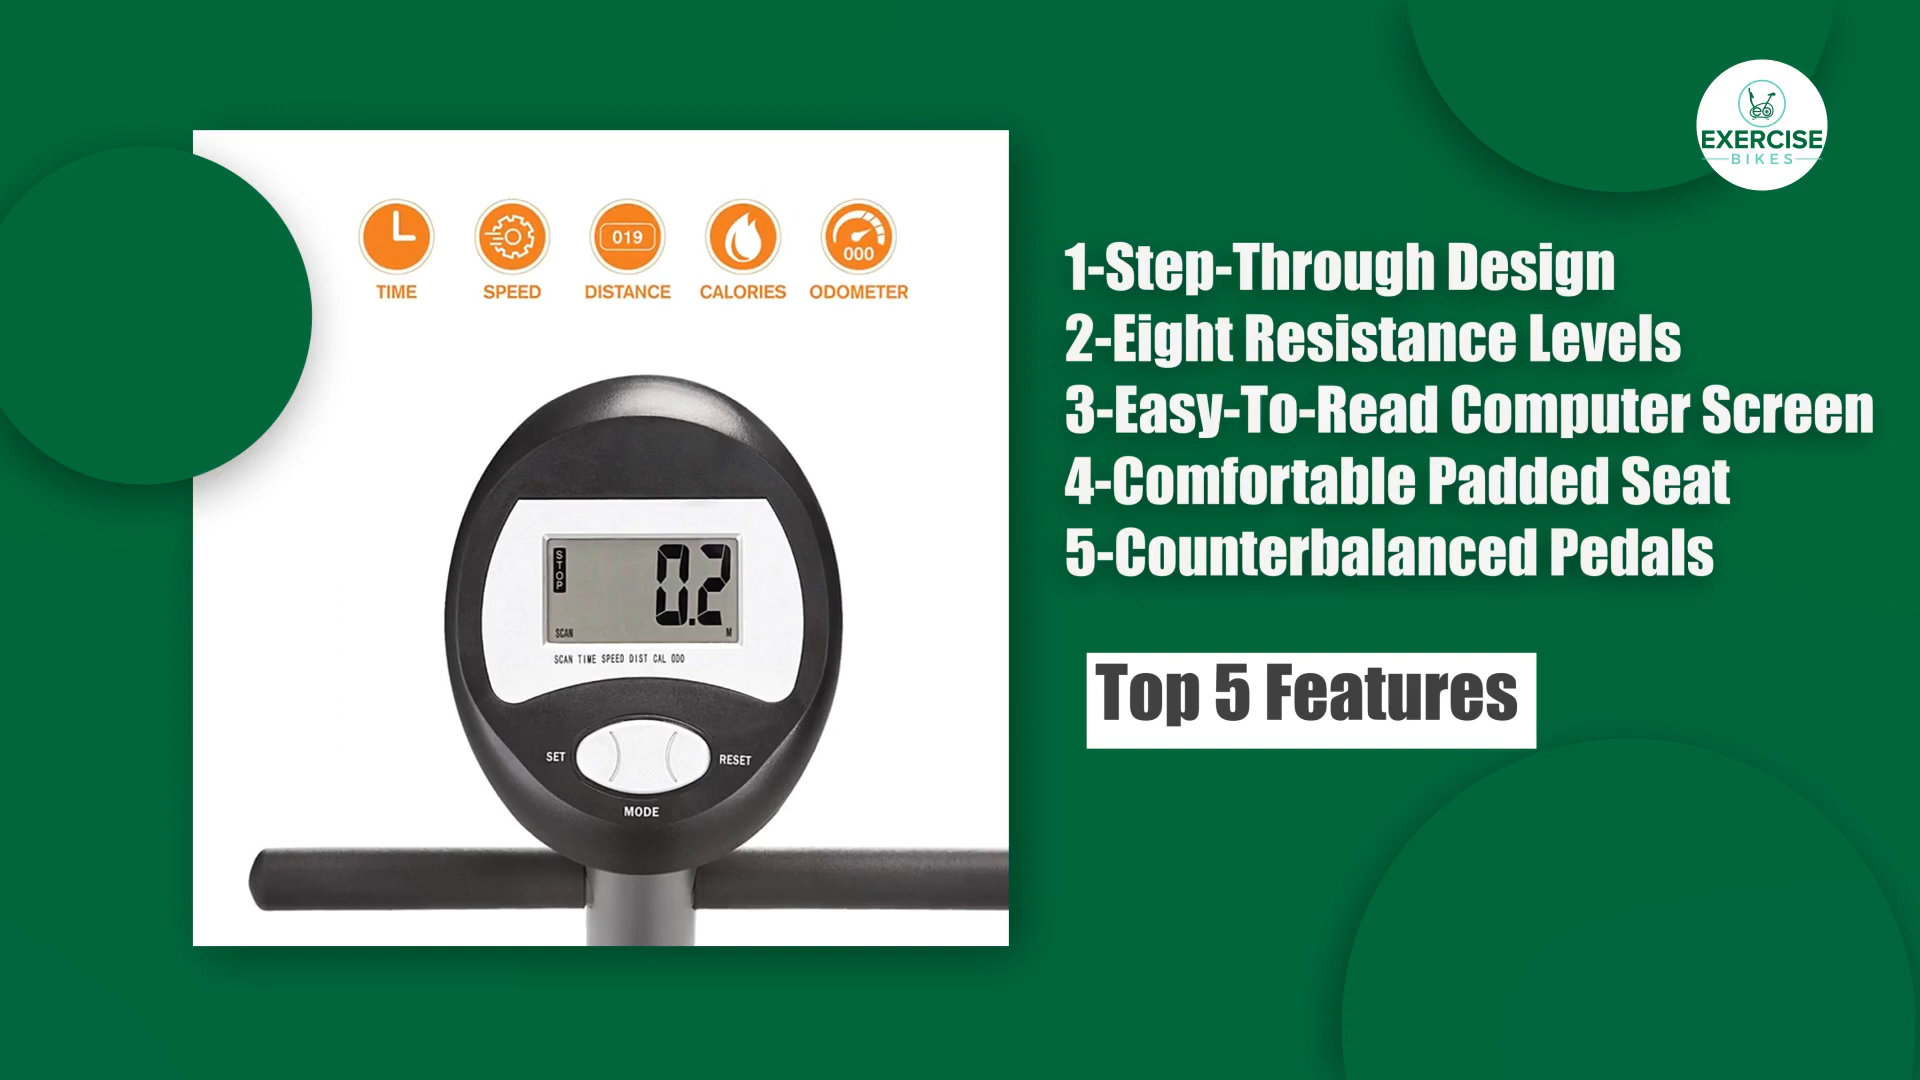 EXERCISE
BIKES
019
000
TIME SPEED DISTANCE CALORIES ODOMETER
STOP
0.2
SCAN M
SCAN TIME SPEED DIST CAL ODO
SET RESET
MODE
1-Step-Through Design
2-Eight Resistance Levels
3-Easy-To-Read Computer Screen
4-Comfortable Padded Seat
5-Counterbalanced Pedals
Top 5 Features